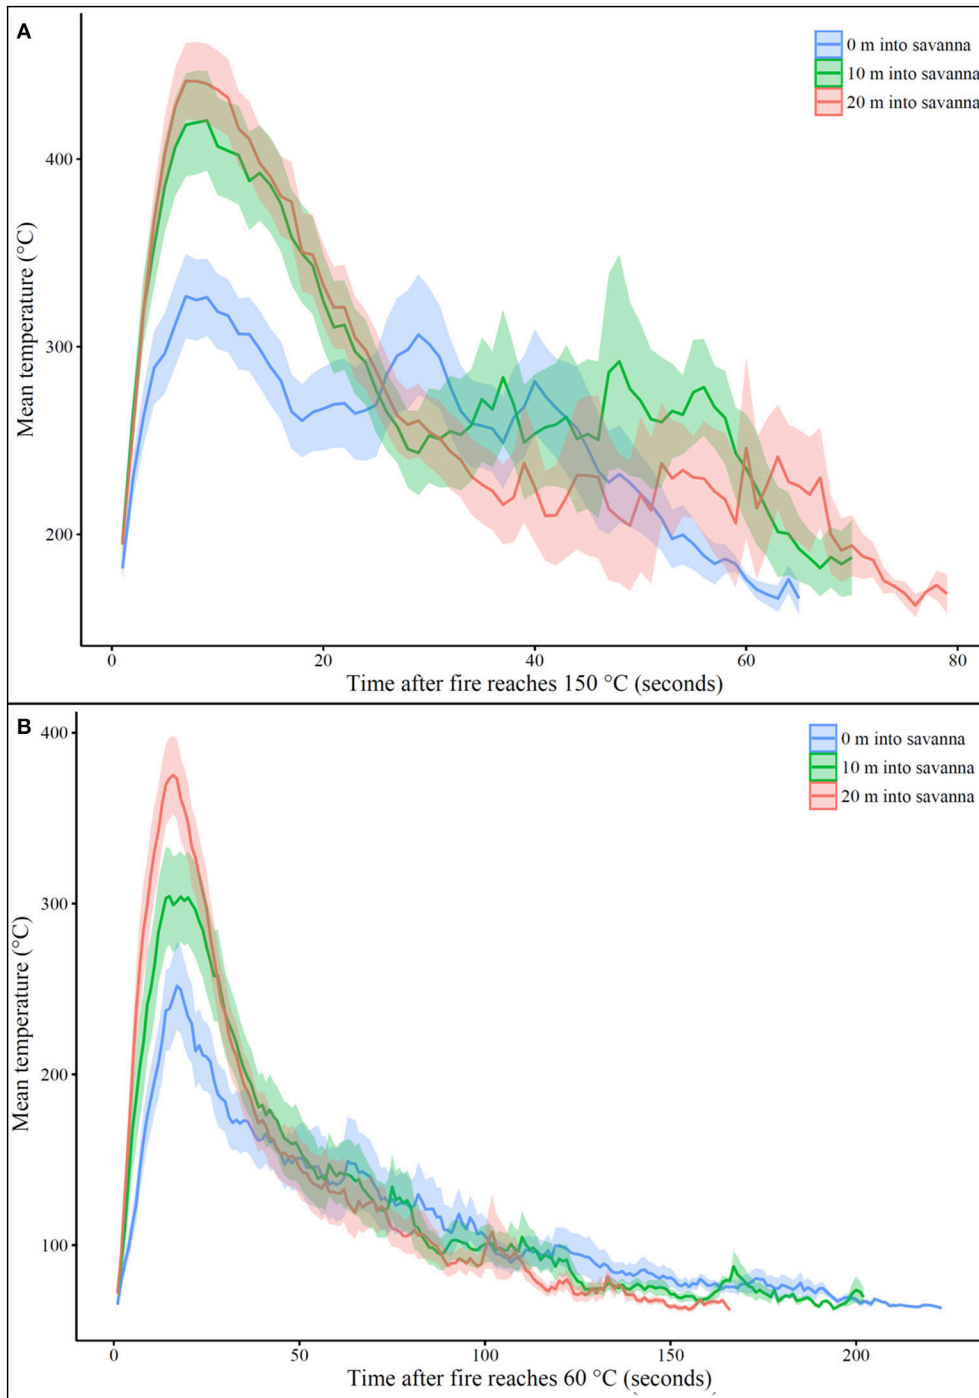 A
0 m into savanna
10 m into savanna
20 m into savanna
Mean temperature (°C)
400
300
200
0
20
40
60
80
Time after fire reaches 150 °C (seconds)
B
0 m into savanna
10 m into savanna
20 m into savanna
Mean temperature (°C)
400
300
200
100
0
50
100
150
200
Time after fire reaches 60 °C (seconds)